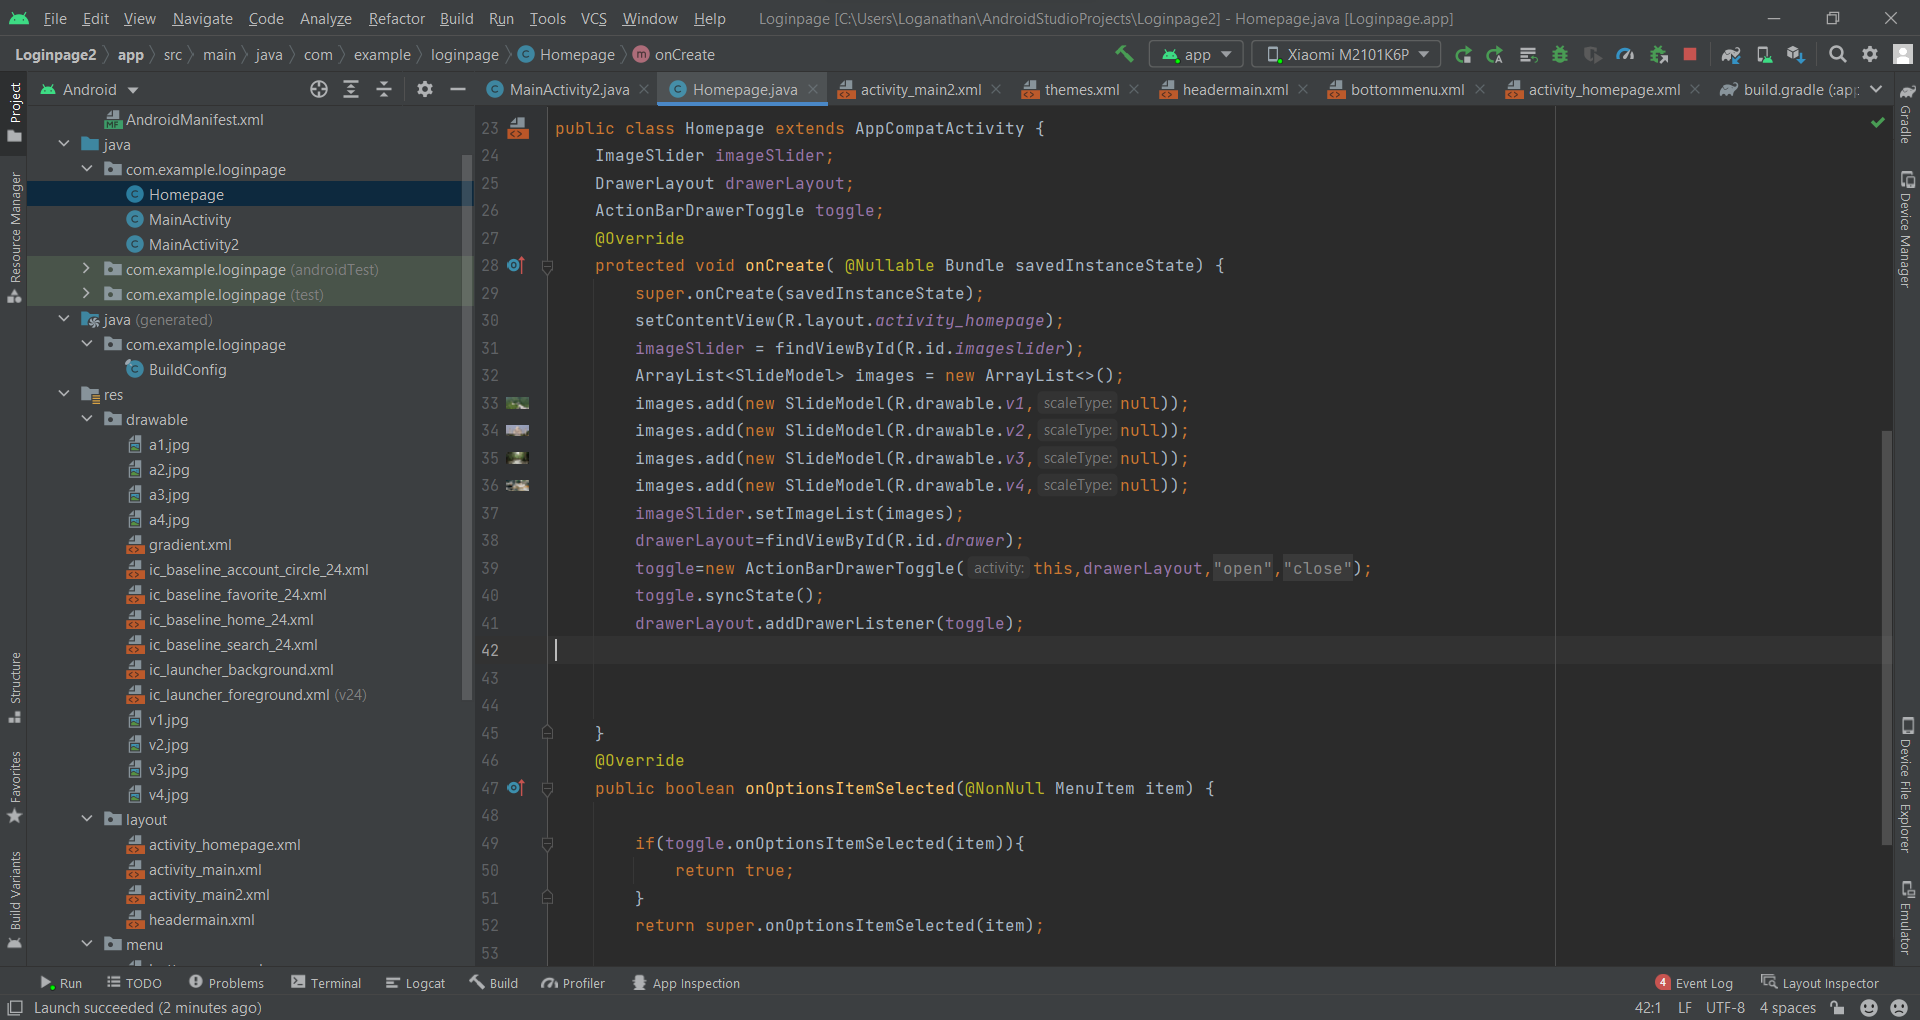 File Edit View Navigate Code Analyze Refactor Build Run Tools VCS Window Help Loginpage [C:\Users\Loganathan\AndroidStudioProjects\Loginpage2] - Homepage.java [Loginpage.app]
Loginpage2 app src main java com example loginpage Homepage onCreate app Xiaomi M2101K6P
Android MainActivity2.java Homepage.java activity_main2.xml themes.xml headermain.xml bottommenu.xml activity_homepage.xml build.gradle (:app
Project
Resource Manager
Structure
Favorites
Build Variants
AndroidManifest.xml
java
com.example.loginpage
Homepage
MainActivity
MainActivity2
com.example.loginpage (androidTest)
com.example.loginpage (test)
java (generated)
com.example.loginpage
BuildConfig
res
drawable
a1.jpg
a2.jpg
a3.jpg
a4.jpg
gradient.xml
ic_baseline_account_circle_24.xml
ic_baseline_favorite_24.xml
ic_baseline_home_24.xml
ic_baseline_search_24.xml
ic_launcher_background.xml
ic_launcher_foreground.xml (v24)
v1.jpg
v2.jpg
v3.jpg
v4.jpg
layout
activity_homepage.xml
activity_main.xml
activity_main2.xml
headermain.xml
menu
23 public class Homepage extends AppCompatActivity {
24 ImageSlider imageSlider;
25 DrawerLayout drawerLayout;
26 ActionBarDrawerToggle toggle;
27 @Override
28 protected void onCreate( @Nullable Bundle savedInstanceState) {
29 super.onCreate(savedInstanceState);
30 setContentView(R.layout.activity_homepage);
31 imageSlider = findViewById(R.id.imageslider);
32 ArrayList<SlideModel> images = new ArrayList<>();
33 images.add(new SlideModel(R.drawable.v1, scaleType: null));
34 images.add(new SlideModel(R.drawable.v2, scaleType: null));
35 images.add(new SlideModel(R.drawable.v3, scaleType: null));
36 images.add(new SlideModel(R.drawable.v4, scaleType: null));
37 imageSlider.setImageList(images);
38 drawerLayout=findViewById(R.id.drawer);
39 toggle=new ActionBarDrawerToggle( activity: this,drawerLayout,"open","close");
40 toggle.syncState();
41 drawerLayout.addDrawerListener(toggle);
42
43
44
45 }
46 @Override
47 public boolean onOptionsItemSelected(@NonNull MenuItem item) {
48
49 if(toggle.onOptionsItemSelected(item)){
50 return true;
51 }
52 return super.onOptionsItemSelected(item);
53
Gradle
Device Manager
Device File Explorer
Emulator
Run TODO Problems Terminal Logcat Build Profiler App Inspection 4 Event Log Layout Inspector
Launch succeeded (2 minutes ago) 42:1 LF UTF-8 4 spaces